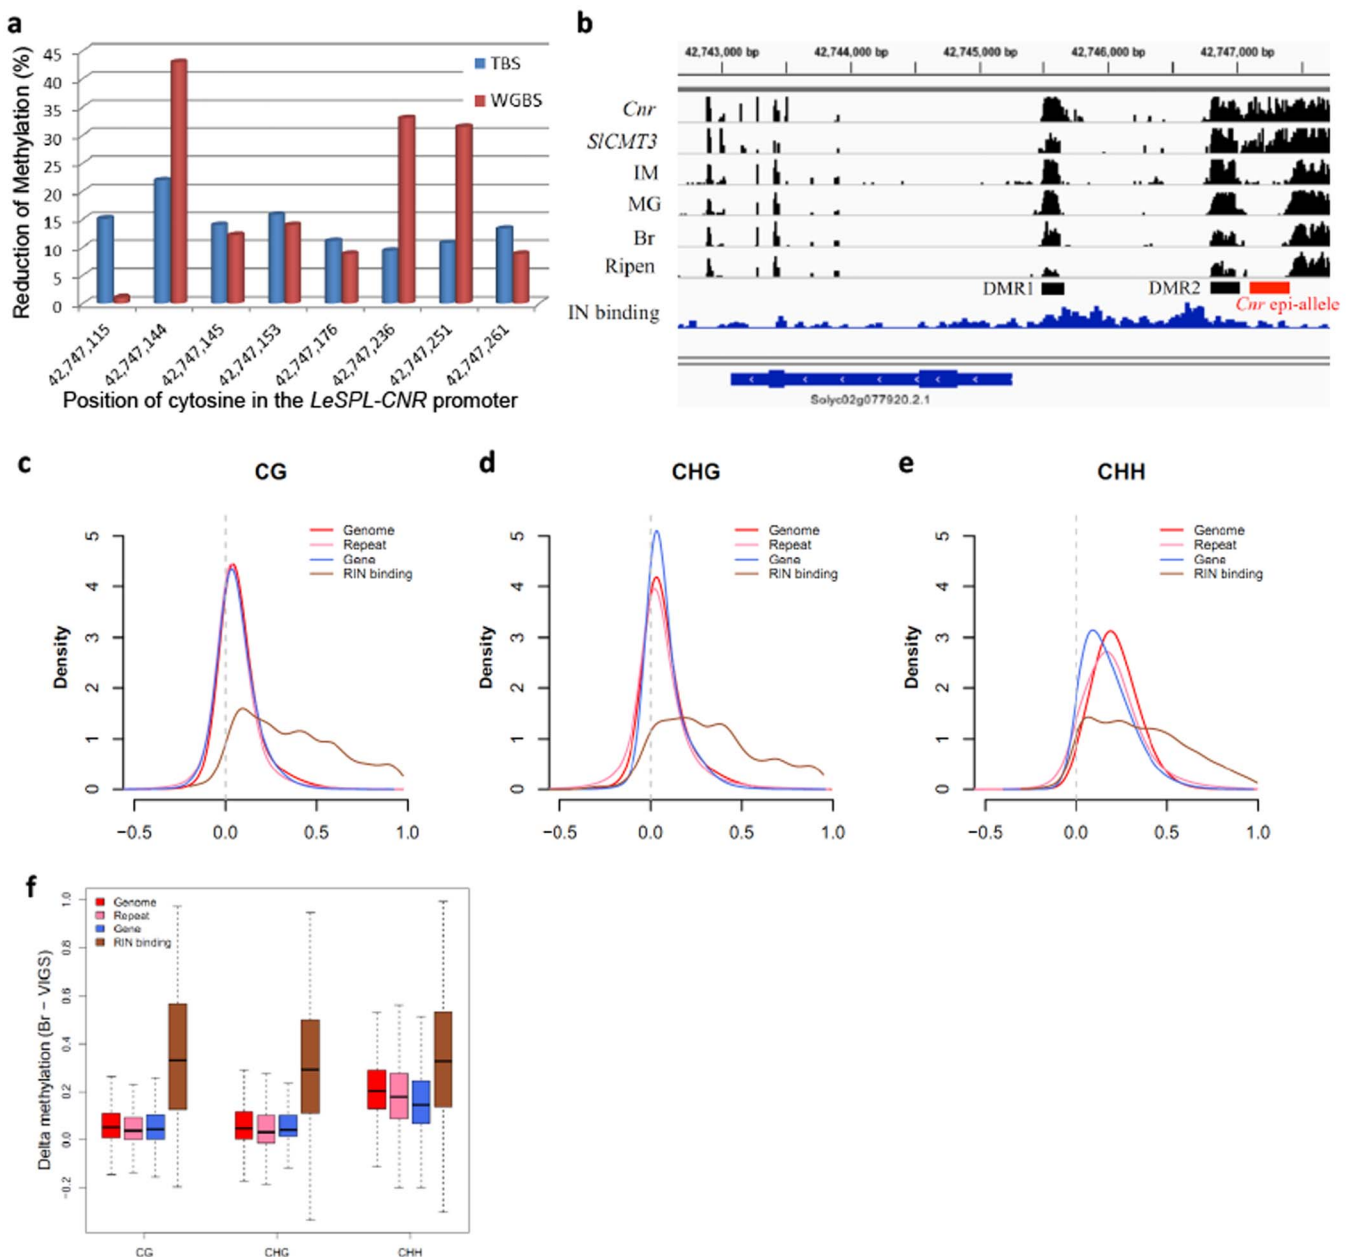 a
Reduction of Methylation (%)
45
40
35
30
25
20
15
10
5
0
TBS
WGBS
42,747,115
42,747,144
42,747,145
42,747,153
42,747,176
42,747,236
42,747,251
42,747,261
Position of cytosine in the LeSPL-CNR promoter
b
42,743,000 bp 42,744,000 bp 42,745,000 bp 42,746,000 bp 42,747,000 bp
Cnr
SlCMT3
IM
MG
Br
Ripen
DMR1 DMR2
Cnr epi-allele
IN binding
Solyc02g077920.2.1
c
CG
Density
5
4
3
2
1
0
Genome
Repeat
Gene
RIN binding
−0.5 0.0 0.5 1.0
d
CHG
Density
5
4
3
2
1
0
Genome
Repeat
Gene
RIN binding
−0.5 0.0 0.5 1.0
e
CHH
Density
5
4
3
2
1
0
Genome
Repeat
Gene
RIN binding
−0.5 0.0 0.5 1.0
f
Delta methylation (Br − VIGS)
1.0
0.8
0.6
0.4
0.2
0.0
−0.2
Genome
Repeat
Gene
RIN binding
CG CHG CHH